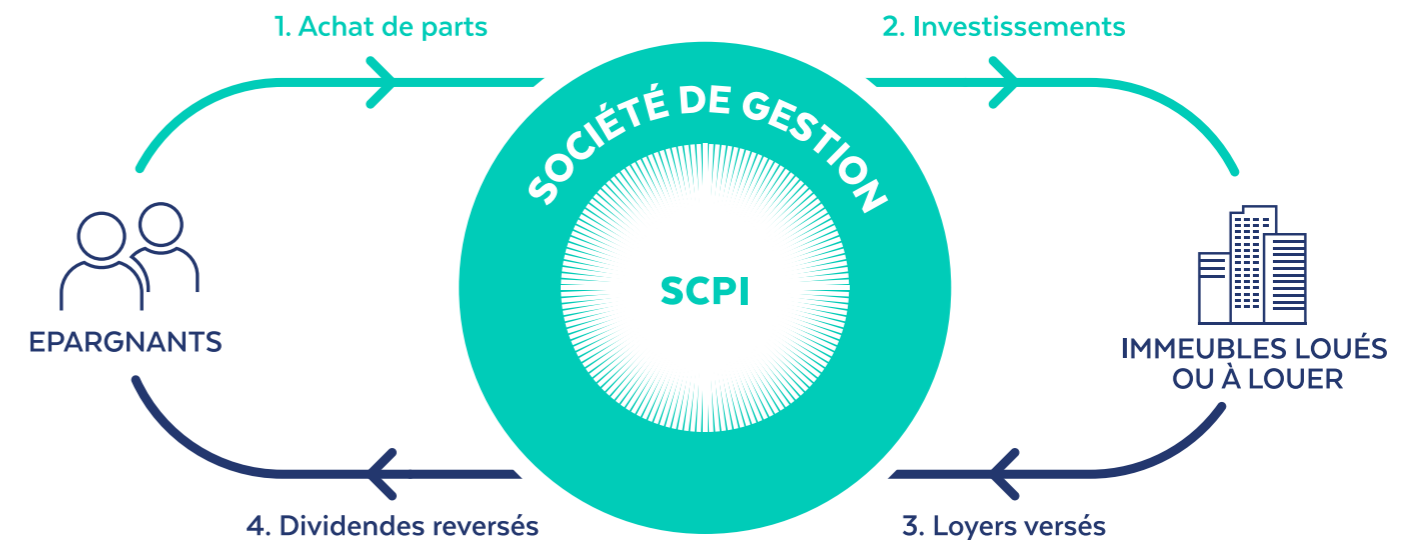 1. Achat de parts
2. Investissements
SOCIÉTÉ DE GESTION
SCPI
EPARGNANTS
IMMEUBLES LOUÉS
OU À LOUER
4. Dividendes reversés
3. Loyers versés